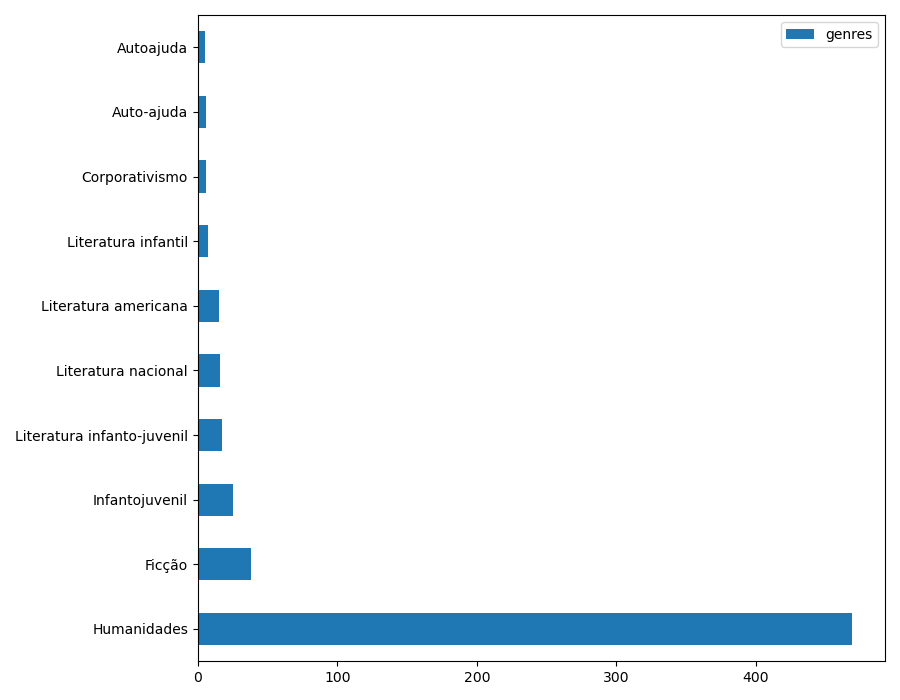 genres
Autoajuda
Auto-ajuda
Corporativismo
Literatura infantil
Literatura americana
Literatura nacional
Literatura infanto-juvenil
Infantojuvenil
Ficção
Humanidades
0 100 200 300 400